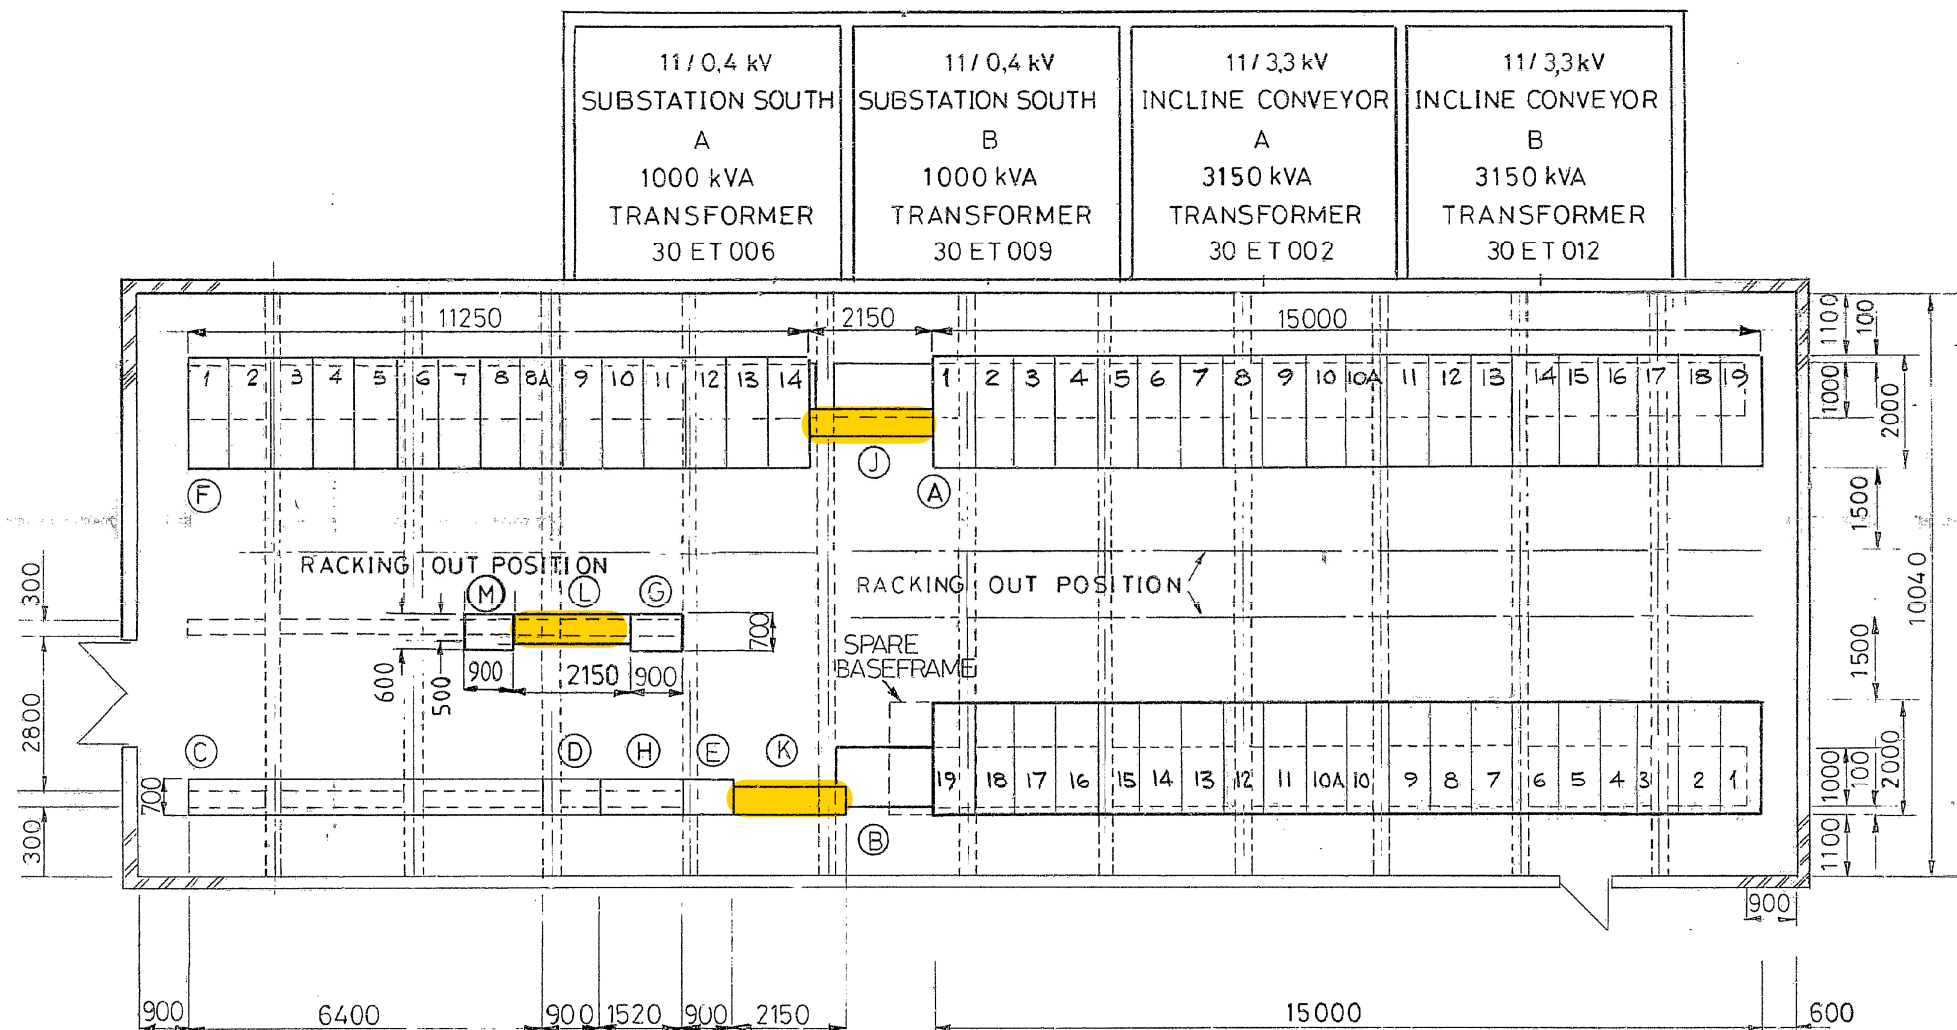 11/0,4 kV
SUBSTATION SOUTH
A
1000 kVA
TRANSFORMER
30 ET 006
11/0,4 kV
SUBSTATION SOUTH
B
1000 kVA
TRANSFORMER
30 ET 009
11/3,3 kV
INCLINE CONVEYOR
A
3150 kVA
TRANSFORMER
30 ET 002
11/3,3 kV
INCLINE CONVEYOR
B
3150 kVA
TRANSFORMER
30 ET 012
11250 2150 15000
1100 100
1 2 3 4 5 6 7 8 8A 9 10 11 12 13 14
1 2 3 4 5 6 7 8 9 10 10A 11 12 13 14 15 16 17 18 19
1000 2000
J
F A
1500
10040
RACKING OUT POSITION
RACKING OUT POSITION
M L G
300
700
600 500 900 2150 900
SPARE
BASEFRAME
1500
2800
C D H E K
700
19 18 17 16 15 14 13 12 11 10A 10 9 8 7 6 5 4 3 2 1
1000 100 2000
B
300
1100
900
900 6400 900 1520 900 2150 15000 600